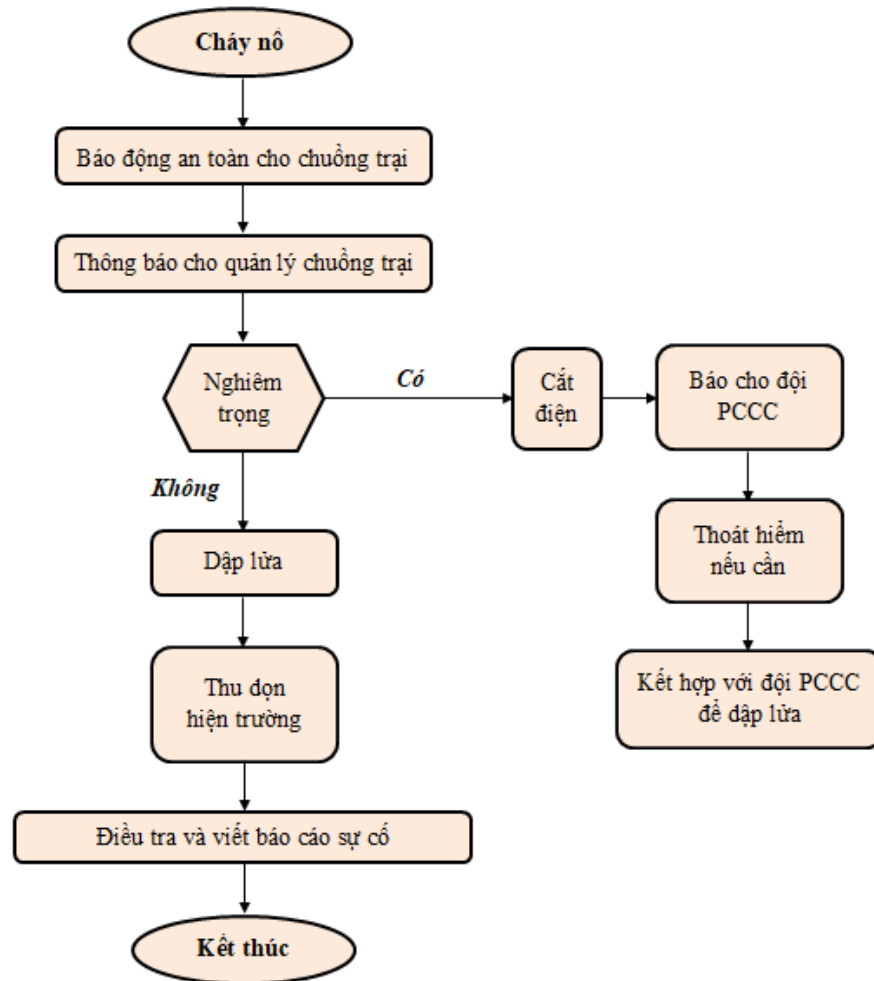 Cháy nổ
Báo động an toàn cho chuồng trại
Thông báo cho quản lý chuồng trại
Nghiêm
trọng
Có
Cắt
điện
Báo cho đội
PCCC
Không
Dập lửa
Thoát hiểm
nếu cần
Thu dọn
hiện trường
Kết hợp với đội PCCC
để dập lửa
Điều tra và viết báo cáo sự cố
Kết thúc